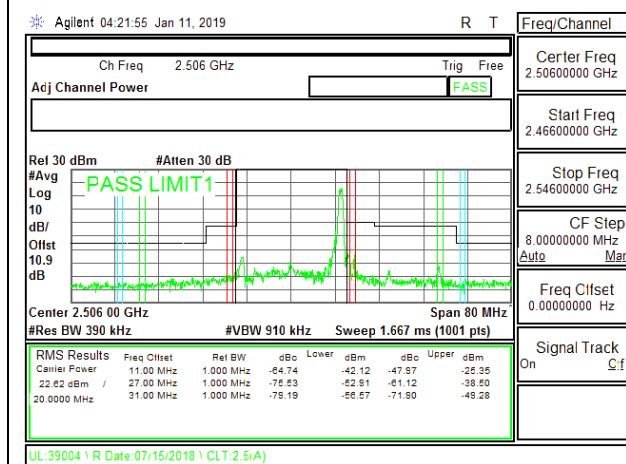 Agilent 04:21:55 Jan 11, 2019 R T
Freq/Channel
Ch Freq 2.506 GHz Trig Free
Adj Channel Power PASS
Center Freq
2.50600000 GHz
Start Freq
2.46600000 GHz
Stop Freq
2.54600000 GHz
CF Step
8.00000000 MHz
Auto Man
Freq Offset
0.00000000 Hz
Signal Track
On Off
Ref 30 dBm #Atten 30 dB
#Avg
Log
10
dB/
Offst
10.9
dB
PASS LIMIT1
Center 2.506 00 GHz Span 80 MHz
#Res BW 390 kHz #VBW 910 kHz Sweep 1.667 ms (1001 pts)
RMS Results Freq Offset Ref BW dBc Lower dBm dBc Upper dBm
Carrier Power 11.00 MHz 1.000 MHz -64.74 -42.12 -47.97 -25.35
22.62 dBm / 27.00 MHz 1.000 MHz -75.53 -52.91 -61.12 -38.50
20.0000 MHz 31.00 MHz 1.000 MHz -79.19 -56.57 -71.90 -49.28
UL:39004 \ R Date:07/15/2018 \ CLT:2.5(A)